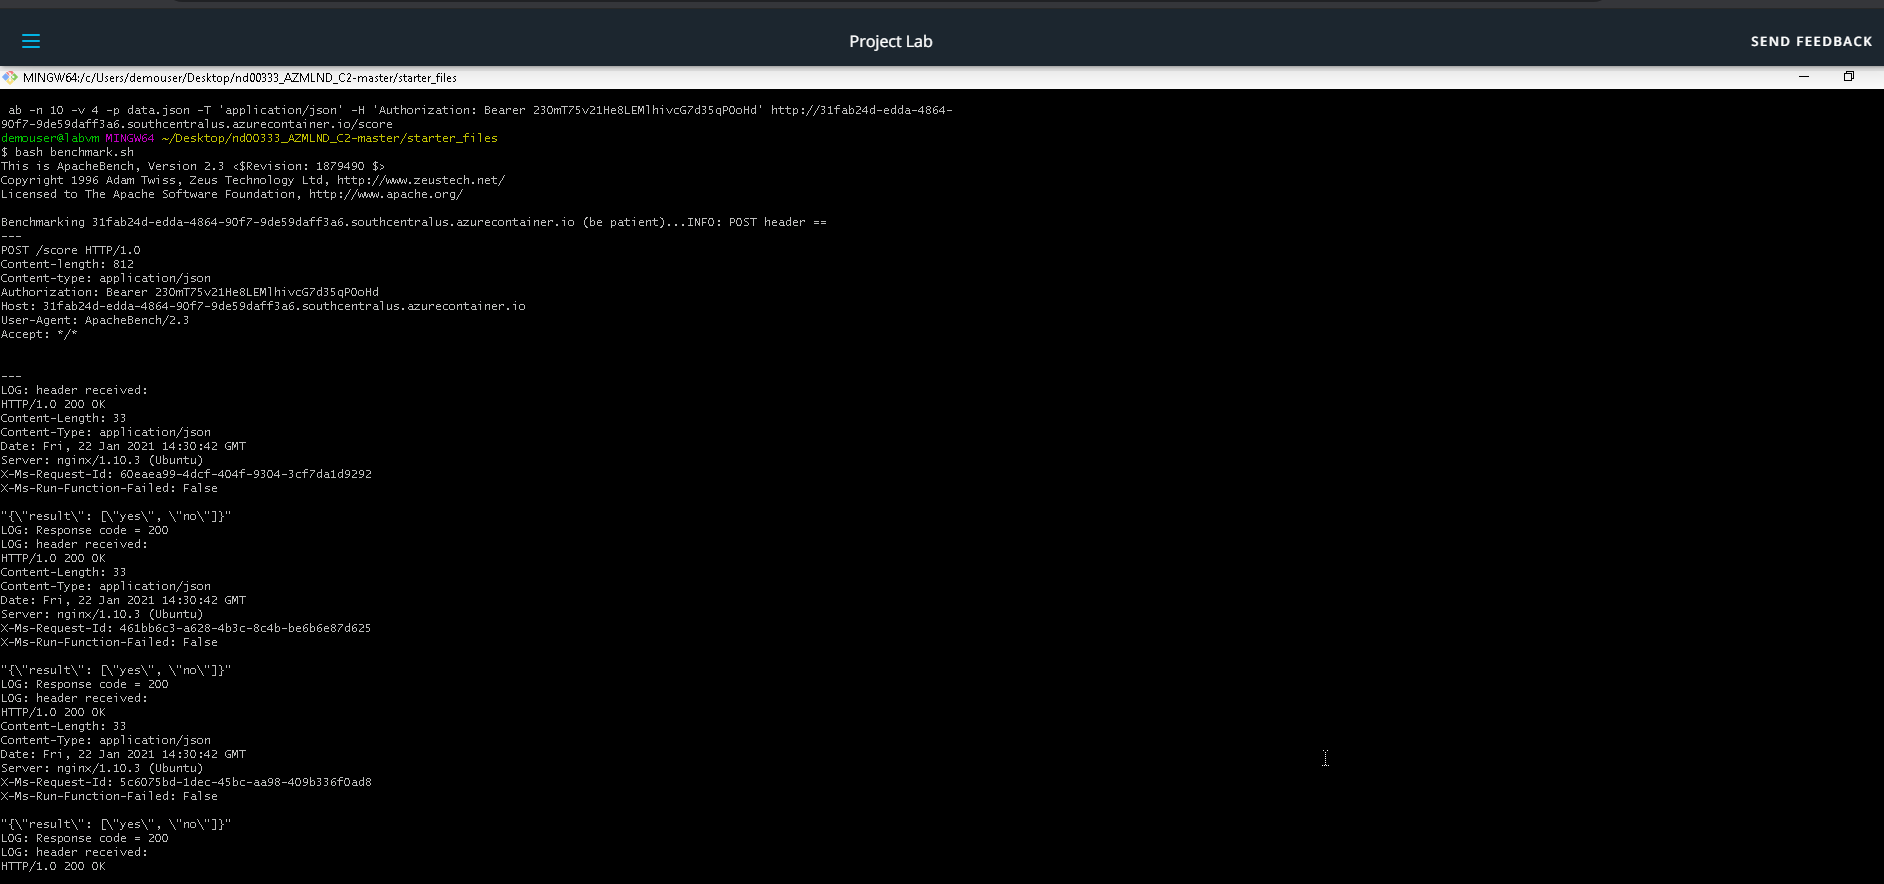 Project Lab
SEND FEEDBACK
MINGW64:/c/Users/demouser/Desktop/nd00333_AZMLND_C2-master/starter_files
ab -n 10 -v 4 -p data.json -T 'application/json' -H 'Authorization: Bearer 230mT75v21He8LEMlhivcG7d35qP0oHd' http://31fab24d-edda-4864-
90f7-9de59daff3a6.southcentralus.azurecontainer.io/score
demouser@labvm MINGW64 ~/Desktop/nd00333_AZMLND_C2-master/starter_files
$ bash benchmark.sh
This is ApacheBench, Version 2.3 <$Revision: 1879490 $>
Copyright 1996 Adam Twiss, Zeus Technology Ltd, http://www.zeustech.net/
Licensed to The Apache Software Foundation, http://www.apache.org/
Benchmarking 31fab24d-edda-4864-90f7-9de59daff3a6.southcentralus.azurecontainer.io (be patient)...INFO: POST header ==
---
POST /score HTTP/1.0
Content-length: 812
Content-type: application/json
Authorization: Bearer 230mT75v21He8LEMlhivcG7d35qP0oHd
Host: 31fab24d-edda-4864-90f7-9de59daff3a6.southcentralus.azurecontainer.io
User-Agent: ApacheBench/2.3
Accept: */*
---
LOG: header received:
HTTP/1.0 200 OK
Content-Length: 33
Content-Type: application/json
Date: Fri, 22 Jan 2021 14:30:42 GMT
Server: nginx/1.10.3 (Ubuntu)
X-Ms-Request-Id: 60eaea99-4dcf-404f-9304-3cf7da1d9292
X-Ms-Run-Function-Failed: False
"{\"result\": [\"yes\", \"no\"]}"
LOG: Response code = 200
LOG: header received:
HTTP/1.0 200 OK
Content-Length: 33
Content-Type: application/json
Date: Fri, 22 Jan 2021 14:30:42 GMT
Server: nginx/1.10.3 (Ubuntu)
X-Ms-Request-Id: 461bb6c3-a628-4b3c-8c4b-be6b6e87d625
X-Ms-Run-Function-Failed: False
"{\"result\": [\"yes\", \"no\"]}"
LOG: Response code = 200
LOG: header received:
HTTP/1.0 200 OK
Content-Length: 33
Content-Type: application/json
Date: Fri, 22 Jan 2021 14:30:42 GMT
Server: nginx/1.10.3 (Ubuntu)
X-Ms-Request-Id: 5c6075bd-1dec-45bc-aa98-409b336f0ad8
X-Ms-Run-Function-Failed: False
"{\"result\": [\"yes\", \"no\"]}"
LOG: Response code = 200
LOG: header received:
HTTP/1.0 200 OK